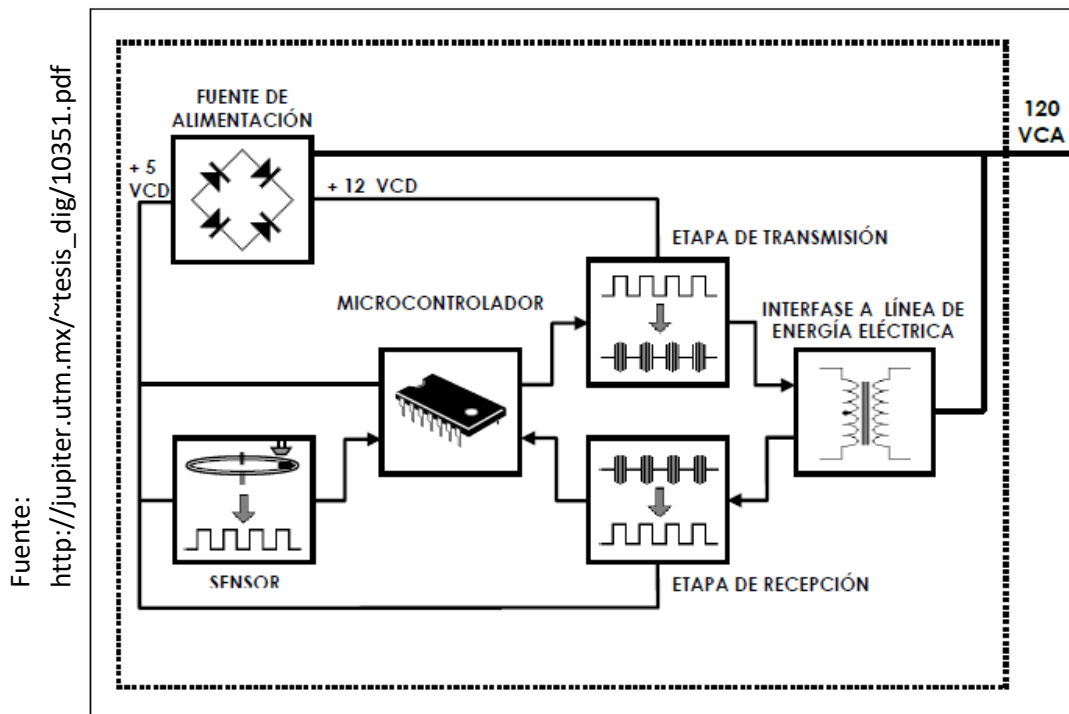 Fuente:
http://jupiter.utm.mx/~tesis_dig/10351.pdf
FUENTE DE
ALIMENTACIÓN
120
VCA
+ 5
VCD
+ 12 VCD
ETAPA DE TRANSMISIÓN
MICROCONTROLADOR
INTERFASE A LÍNEA DE
ENERGÍA ELÉCTRICA
SENSOR
ETAPA DE RECEPCIÓN